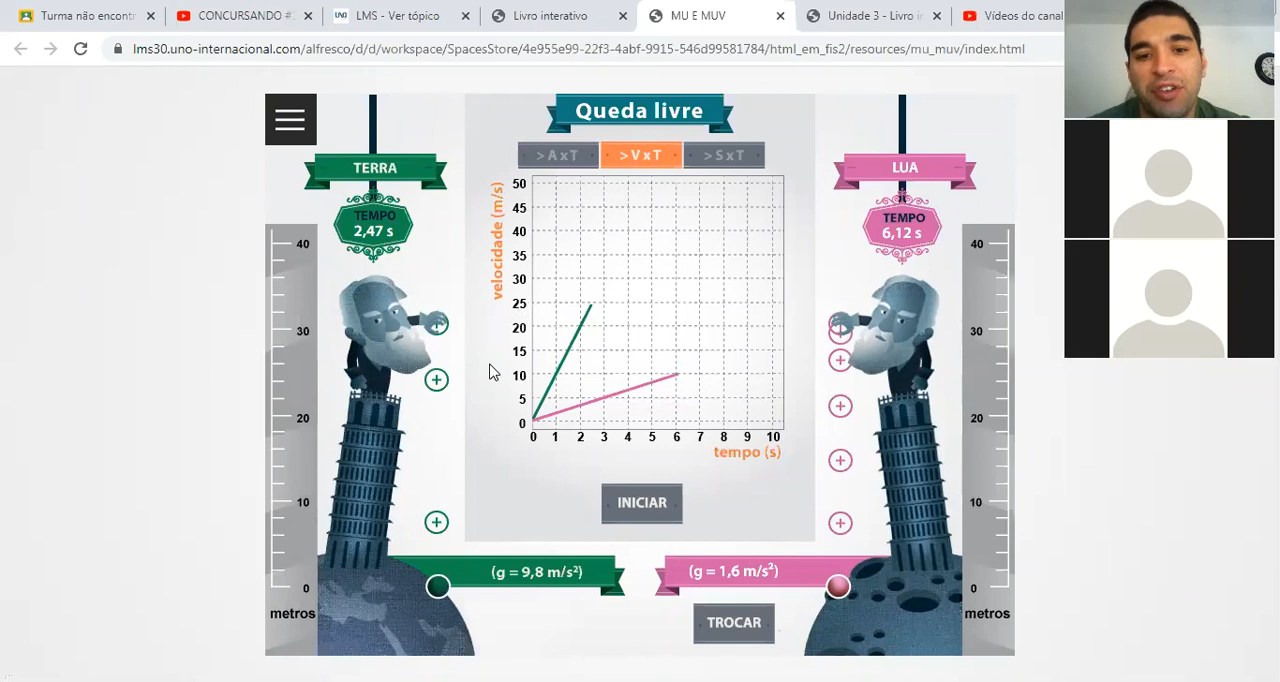 Turma não encont
CONCURSANDO #
LMS - Ver tópico
Livro interativo
MU E MUV
Unidade 3 - Livro i
Vídeos do canal
lms30.uno-internacional.com/alfresco/d/d/workspace/SpacesStore/4e955e99-22f3-4abf-9915-546d99581784/html_em_fis2/resources/mu_muv/index.html
Queda livre
>AxT >VxT >SxT
TERRA
TEMPO
2,47 s
LUA
TEMPO
6,12 s
velocidade (m/s)
50
45
40
35
30
25
20
15
10
5
0
0 1 2 3 4 5 6 7 8 9 10
tempo (s)
40
30
20
10
0
metros
40
30
20
10
0
metros
INICIAR
(g = 9,8 m/s²)
(g = 1,6 m/s²)
TROCAR